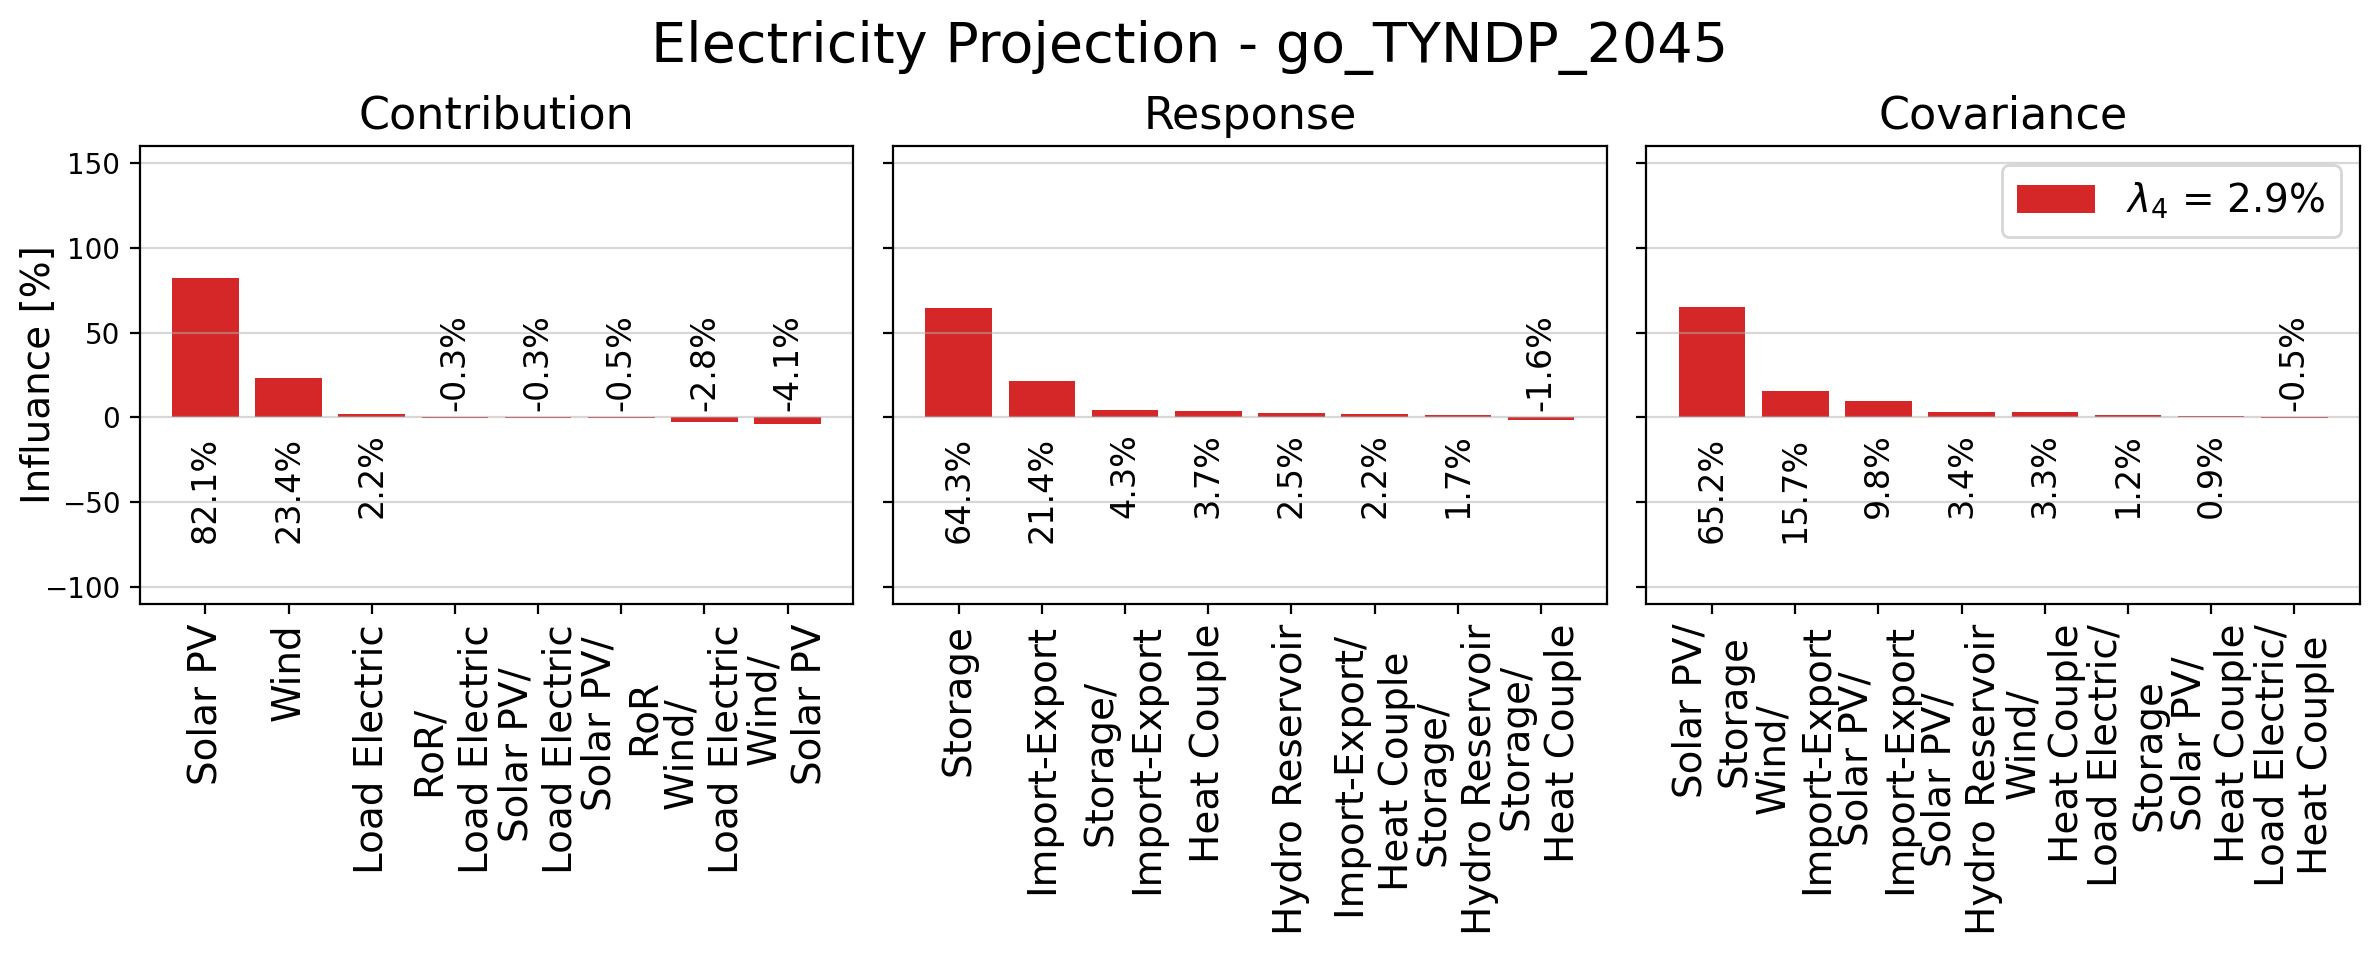 Electricity Projection - go_TYNDP_2045
Contribution
Influance [%]
150
100
50
0
−50
−100
82.1%
23.4%
2.2%
-0.3%
-0.3%
-0.5%
-2.8%
-4.1%
Solar PV
Wind
Load Electric
RoR/
Load Electric
Solar PV/
Load Electric
Solar PV/
RoR
Wind/
Load Electric
Wind/
Solar PV
Response
64.3%
21.4%
4.3%
3.7%
2.5%
2.2%
1.7%
-1.6%
Storage
Import-Export
Storage/
Import-Export
Heat Couple
Hydro Reservoir
Import-Export/
Heat Couple
Storage/
Hydro Reservoir
Storage/
Heat Couple
Covariance
λ4 = 2.9%
65.2%
15.7%
9.8%
3.4%
3.3%
1.2%
0.9%
-0.5%
Solar PV/
Storage
Wind/
Import-Export
Solar PV/
Import-Export
Solar PV/
Hydro Reservoir
Wind/
Heat Couple
Load Electric/
Storage
Solar PV/
Heat Couple
Load Electric/
Heat Couple